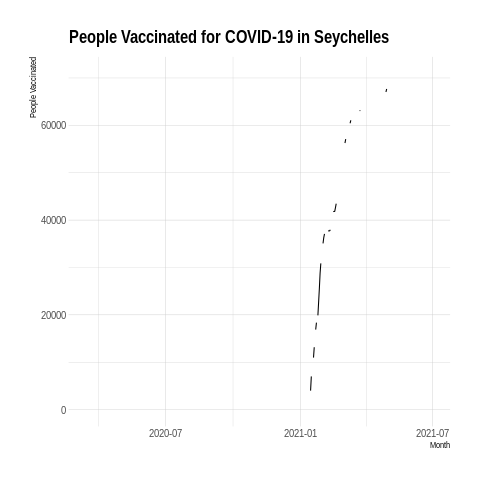 People Vaccinated for COVID-19 in Seychelles
People Vaccinated
60000
40000
20000
0
2020-07 2021-01 2021-07
Month